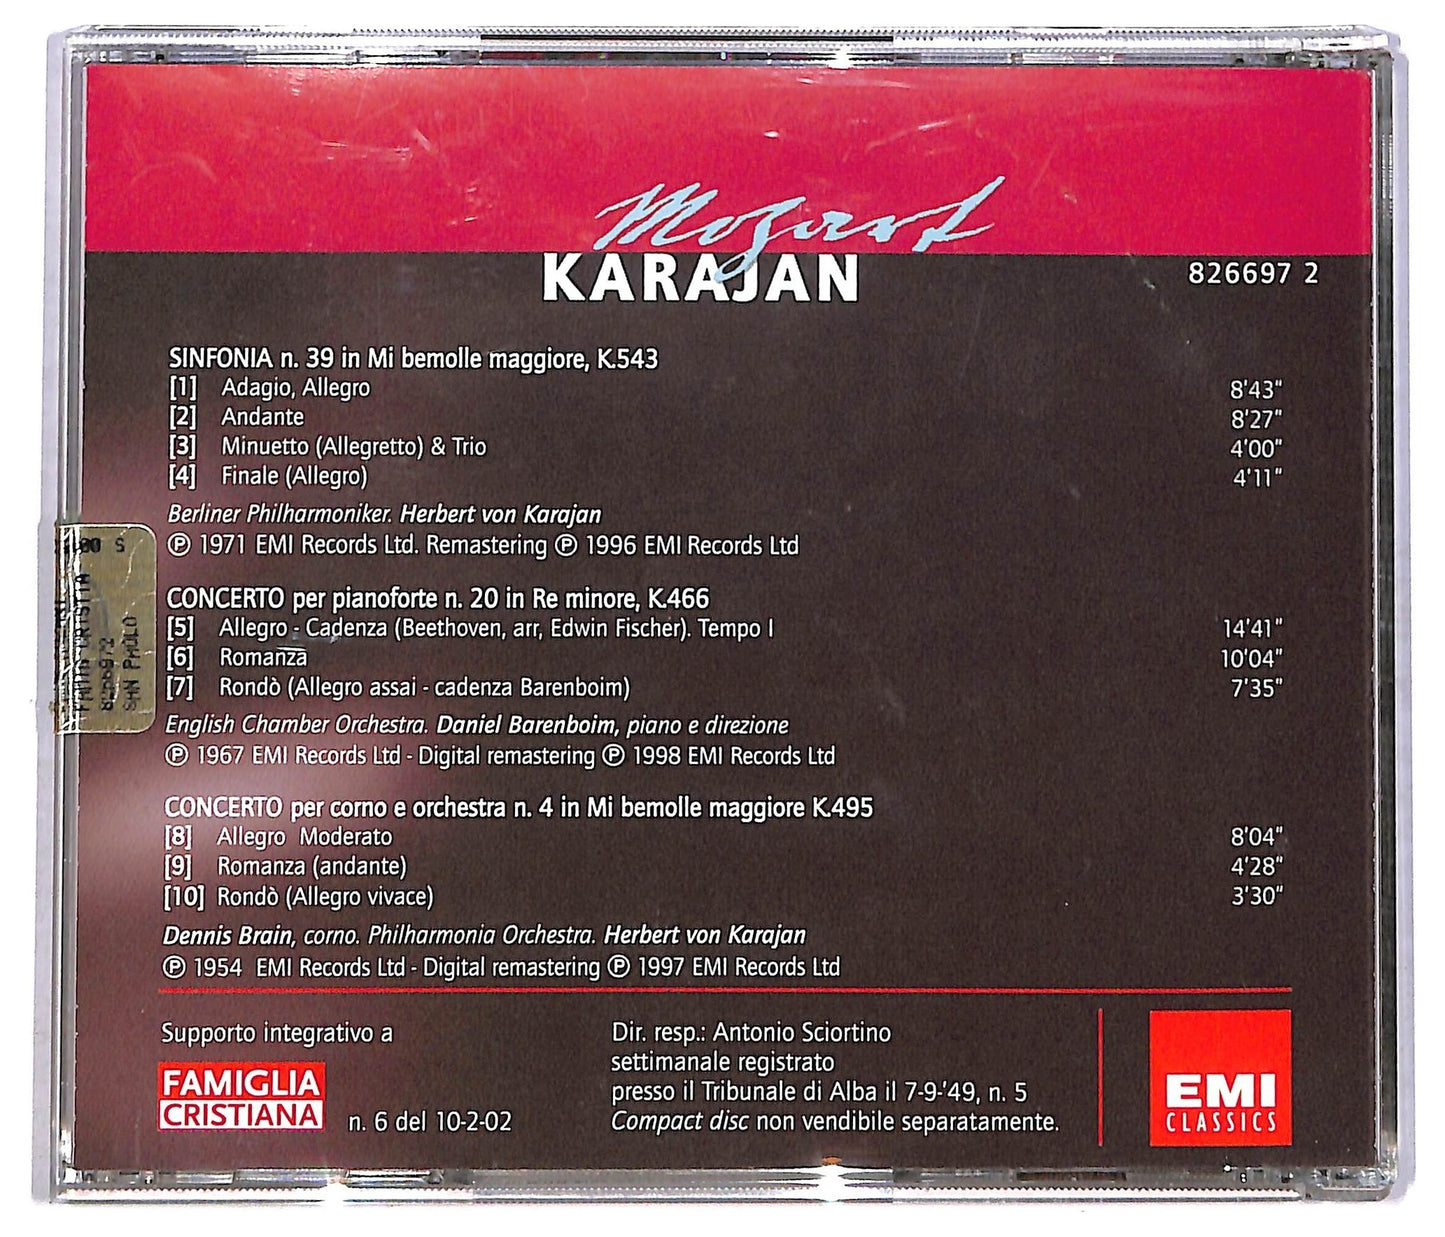 Mozart
KARAJAN
826697 2
SINFONIA n. 39 in Mi bemolle maggiore, K.543
[1] Adagio, Allegro 8'43"
[2] Andante 8'27"
[3] Minuetto (Allegretto) & Trio 4'00"
[4] Finale (Allegro) 4'11"
Berliner Philharmoniker. Herbert von Karajan
℗ 1971 EMI Records Ltd. Remastering ℗ 1996 EMI Records Ltd
CONCERTO per pianoforte n. 20 in Re minore, K.466
[5] Allegro - Cadenza (Beethoven, arr, Edwin Fischer). Tempo I 14'41"
[6] Romanza 10'04"
[7] Rondò (Allegro assai - cadenza Barenboim) 7'35"
English Chamber Orchestra. Daniel Barenboim, piano e direzione
℗ 1967 EMI Records Ltd - Digital remastering ℗ 1998 EMI Records Ltd
CONCERTO per corno e orchestra n. 4 in Mi bemolle maggiore K.495
[8] Allegro Moderato 8'04"
[9] Romanza (andante) 4'28"
[10] Rondò (Allegro vivace) 3'30"
Dennis Brain, corno. Philharmonia Orchestra. Herbert von Karajan
℗ 1954 EMI Records Ltd - Digital remastering ℗ 1997 EMI Records Ltd
Supporto integrativo a
FAMIGLIA
CRISTIANA
n. 6 del 10-2-02
Dir. resp.: Antonio Sciortino
settimanale registrato
presso il Tribunale di Alba il 7-9-'49, n. 5
Compact disc non vendibile separatamente.
EMI
CLASSICS
SAN PAOLO